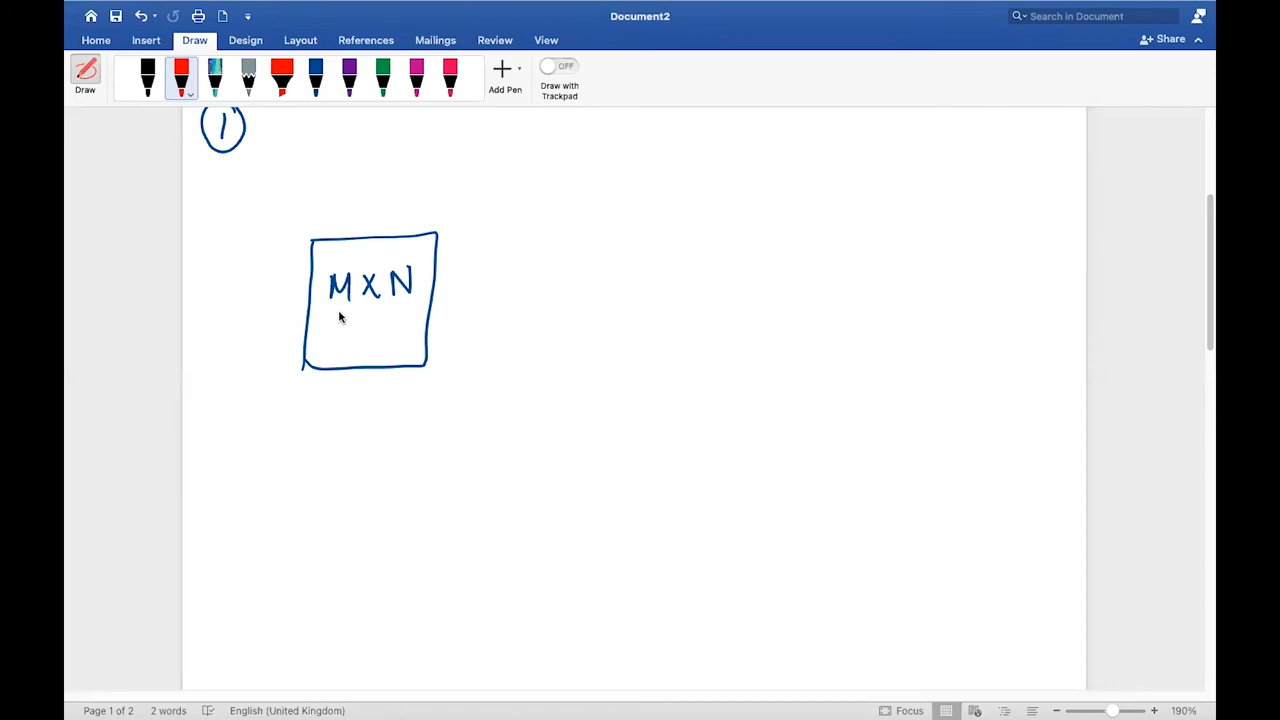 Document2
Search in Document
Home Insert Draw Design Layout References Mailings Review View
Share
Draw
Add Pen
OFF
Draw with
Trackpad
1
M X N
Page 1 of 2
2 words
English (United Kingdom)
Focus
190%